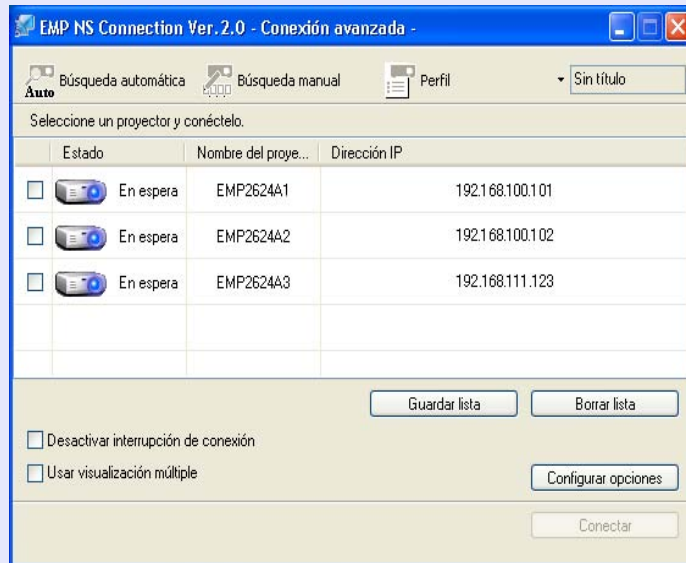 EMP NS Connection Ver.2.0 - Conexión avanzada -
Auto Búsqueda automática Búsqueda manual Perfil Sin título
Seleccione un proyector y conéctelo.
Estado Nombre del proye... Dirección IP
En espera EMP2624A1 192.168.100.101
En espera EMP2624A2 192.168.100.102
En espera EMP2624A3 192.168.111.123
Guardar lista Borrar lista
Desactivar interrupción de conexión
Usar visualización múltiple
Configurar opciones
Conectar